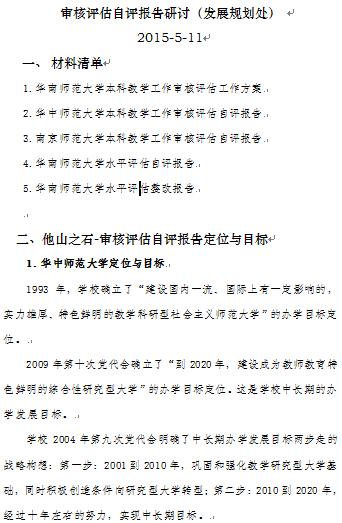 审核评估自评报告研讨（发展规划处）
2015-5-11
一、材料清单
1.华南师范大学本科教学工作审核评估工作方案
2.华中师范大学本科教学工作审核评估自评报告
3.南京师范大学本科教学工作审核评估自评报告
4.华南师范大学水平评估自评报告
5.华南师范大学水平评估整改报告
二、他山之石-审核评估自评报告定位与目标
1.华中师范大学定位与目标
1993 年，学校确立了“建设国内一流、国际上有一定影响的，
实力雄厚、特色鲜明的教学科研型社会主义师范大学”的办学目标定
位。
2009 年第十次党代会确立了“到 2020 年，建设成为教师教育特
色鲜明的综合性研究型大学”的办学目标定位。这是学校中长期的办
学发展目标。
学校 2004 年第九次党代会明确了中长期办学发展目标两步走的
战略构想：第一步：2001 到 2010 年，巩固和强化教学研究型大学基
础，同时积极创造条件向研究型大学转型；第二步：2010 到 2020 年，
经过十年左右的努力，实现中长期目标。